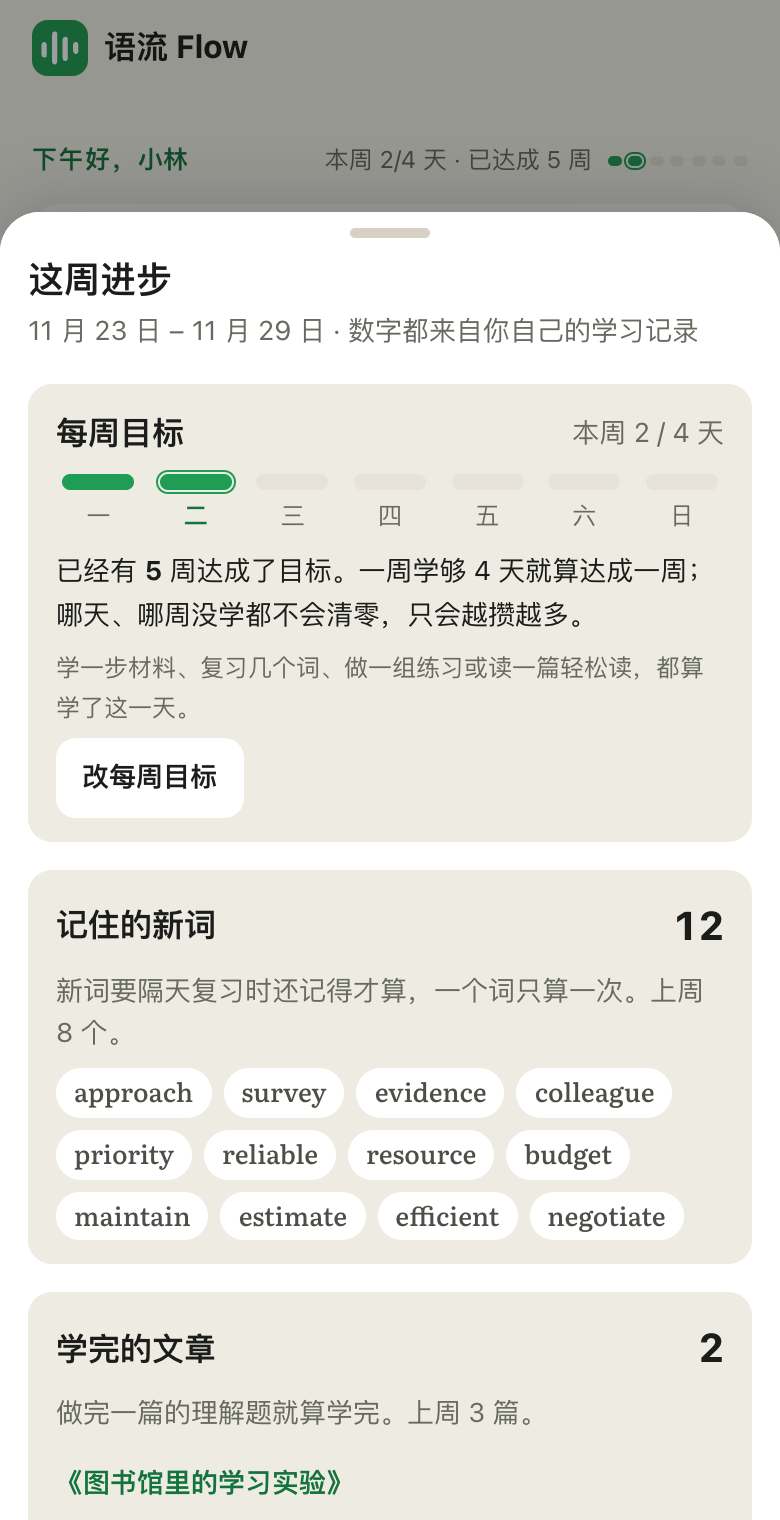 语流 Flow
下午好，小林
本周 2/4 天 · 已达成 5 周
这周进步
11 月 23 日 – 11 月 29 日 · 数字都来自你自己的学习记录
每周目标
本周 2 / 4 天
一 二 三 四 五 六 日
已经有 5 周达成了目标。一周学够 4 天就算达成一周；
哪天、哪周没学都不会清零，只会越攒越多。
学一步材料、复习几个词、做一组练习或读一篇轻松读，都算
学了这一天。
改每周目标
记住的新词
12
新词要隔天复习时还记得才算，一个词只算一次。上周
8 个。
approach survey evidence colleague
priority reliable resource budget
maintain estimate efficient negotiate
学完的文章
2
做完一篇的理解题就算学完。上周 3 篇。
《图书馆里的学习实验》